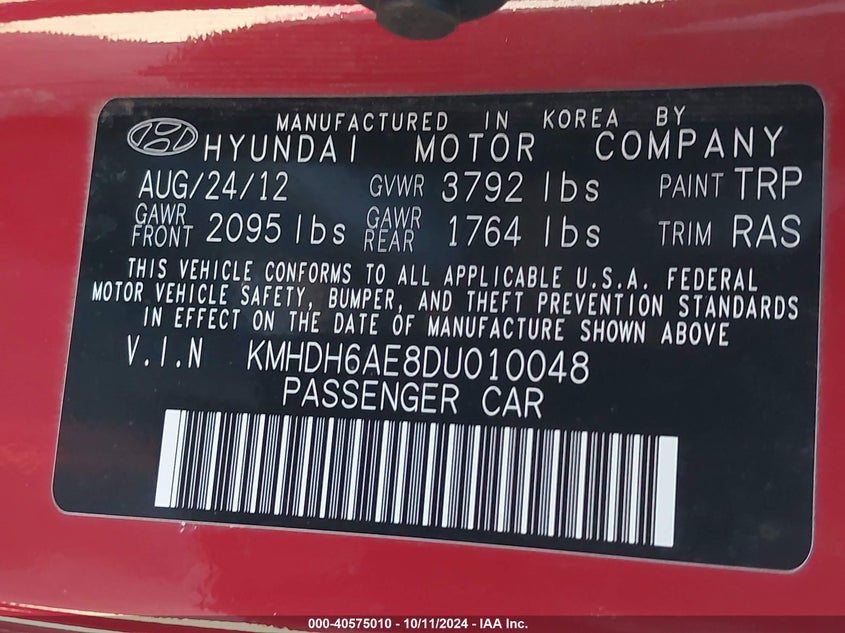 MANUFACTURED IN KOREA BY
HYUNDAI MOTOR COMPANY
AUG/24/12 GVWR 3792 lbs PAINT TRP
GAWR FRONT 2095 lbs GAWR REAR 1764 lbs TRIM RAS
THIS VEHICLE CONFORMS TO ALL APPLICABLE U.S.A. FEDERAL
MOTOR VEHICLE SAFETY, BUMPER, AND THEFT PREVENTION STANDARDS
IN EFFECT ON THE DATE OF MANUFACTURE SHOWN ABOVE
V.I.N KMHDH6AE8DU010048
PASSENGER CAR
000-40575010 - 10/11/2024 - IAA Inc.